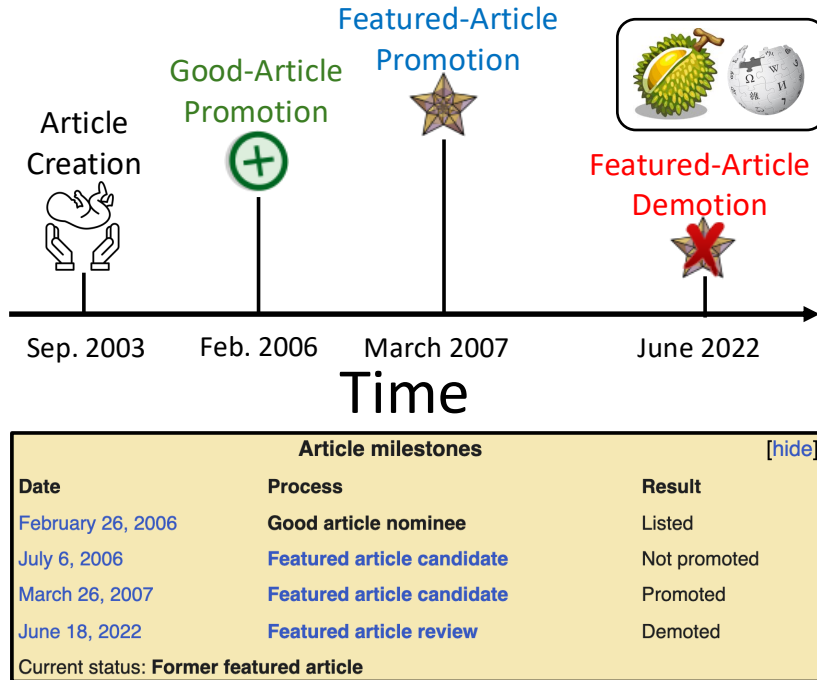 Featured-Article
Promotion
Good-Article
Promotion
Article
Creation
Featured-Article
Demotion
Sep. 2003
Feb. 2006
March 2007
June 2022
Time
Article milestones [hide]
Date Process Result
February 26, 2006 Good article nominee Listed
July 6, 2006 Featured article candidate Not promoted
March 26, 2007 Featured article candidate Promoted
June 18, 2022 Featured article review Demoted
Current status: Former featured article